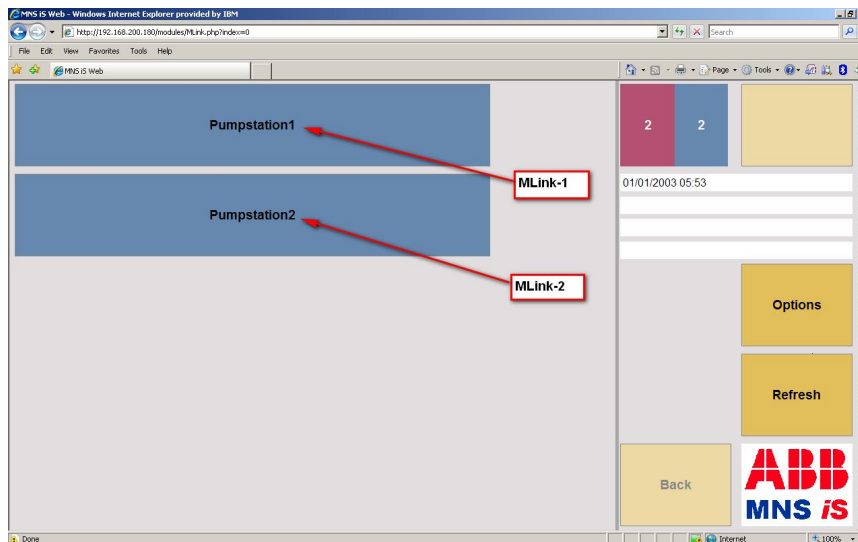 MNS iS Web - Windows Internet Explorer provided by IBM
http://192.168.200.180/modules/MLink.php?index=0
Search
File Edit View Favorites Tools Help
MNS iS Web
Page
Tools
Pumpstation1
2 2
MLink-1
01/01/2003 05:53
Pumpstation2
MLink-2
Options
Refresh
Back
ABB
MNS iS
Done
Internet
100%